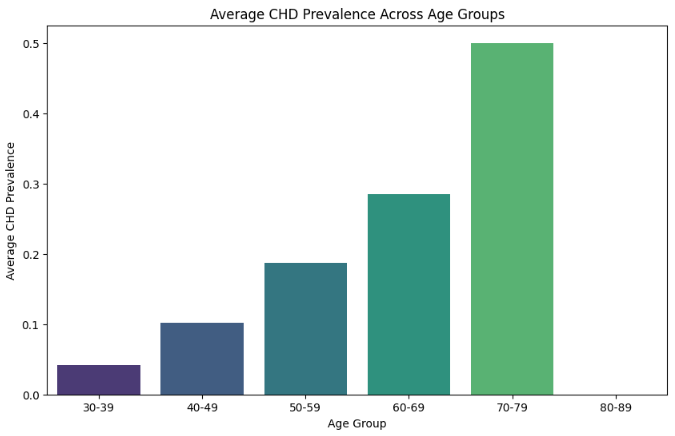 Average CHD Prevalence Across Age Groups
Average CHD Prevalence
0.5
0.4
0.3
0.2
0.1
0.0
30-39 40-49 50-59 60-69 70-79 80-89
Age Group